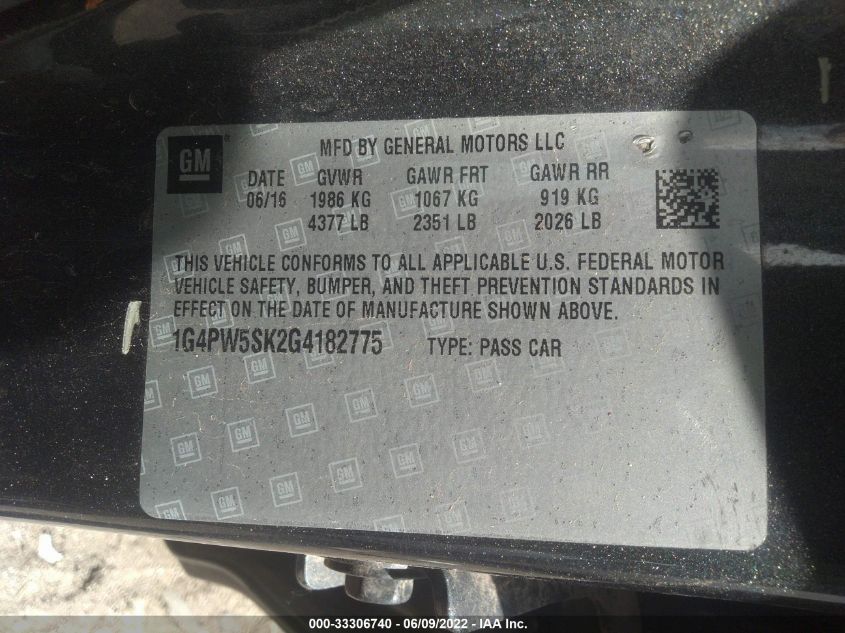 GM
MFD BY GENERAL MOTORS LLC
DATE GVWR GAWR FRT GAWR RR
06/16 1986 KG 1067 KG 919 KG
4377 LB 2351 LB 2026 LB
THIS VEHICLE CONFORMS TO ALL APPLICABLE U.S. FEDERAL MOTOR
VEHICLE SAFETY, BUMPER, AND THEFT PREVENTION STANDARDS IN
EFFECT ON THE DATE OF MANUFACTURE SHOWN ABOVE.
1G4PW5SK2G4182775 TYPE: PASS CAR
000-33306740 - 06/09/2022 - IAA Inc.